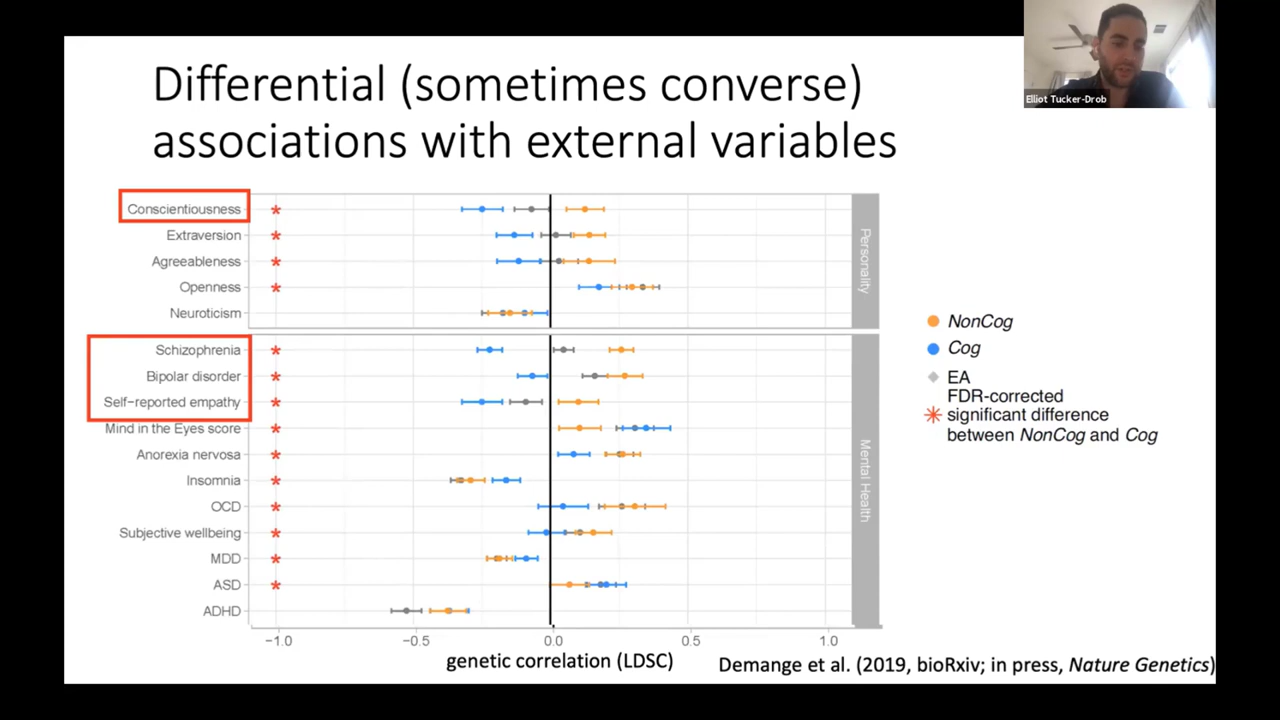 Differential (sometimes converse)
associations with external variables
Elliot Tucker-Drob
Conscientiousness *
Extraversion *
Agreeableness *
Openness *
Neuroticism
Personality
Schizophrenia *
Bipolar disorder *
Self-reported empathy *
Mind in the Eyes score *
Anorexia nervosa *
Insomnia *
OCD *
Subjective wellbeing *
MDD *
ASD *
ADHD
Mental Health
−1.0 −0.5 0.0 0.5 1.0
genetic correlation (LDSC)
NonCog
Cog
EA
FDR-corrected
* significant difference
between NonCog and Cog
Demange et al. (2019, bioRxiv; in press, Nature Genetics)